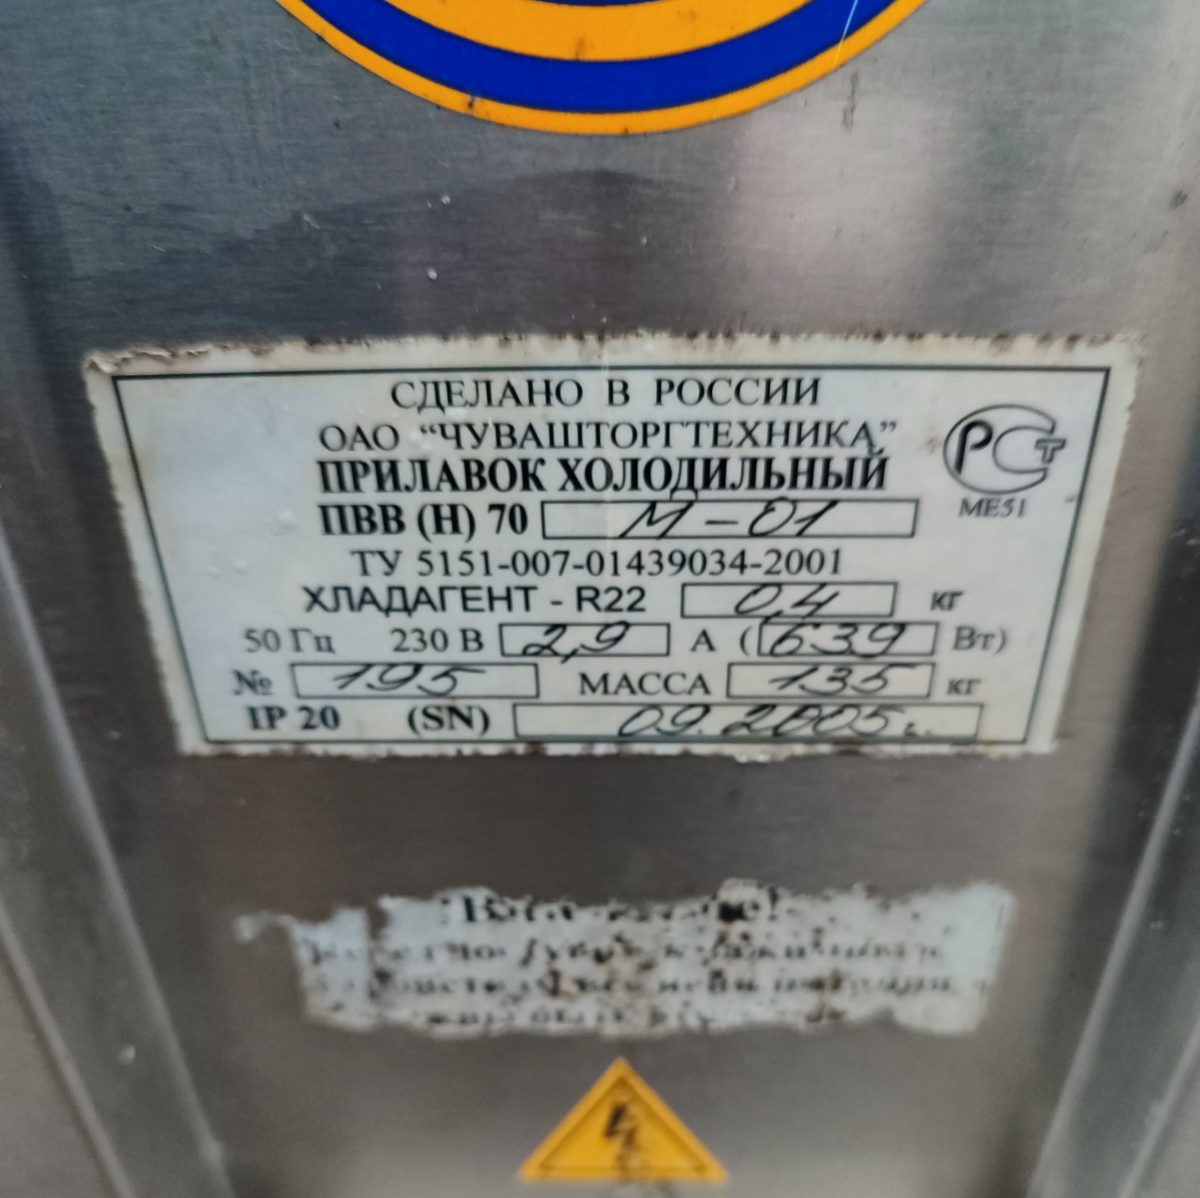 СДЕЛАНО В РОССИИ
ОАО “ЧУВАШТОРГТЕХНИКА”
ПРИЛАВОК ХОЛОДИЛЬНЫЙ
ПВВ (Н) 70 М-01
РСТ
МЕ51
ТУ 5151-007-01439034-2001
ХЛАДАГЕНТ - R22 0,4 кг
50 Гц 230 В 2,9 А (639 Вт)
№ 195 МАССА 135 кг
IP 20 (SN) 09.2005г.